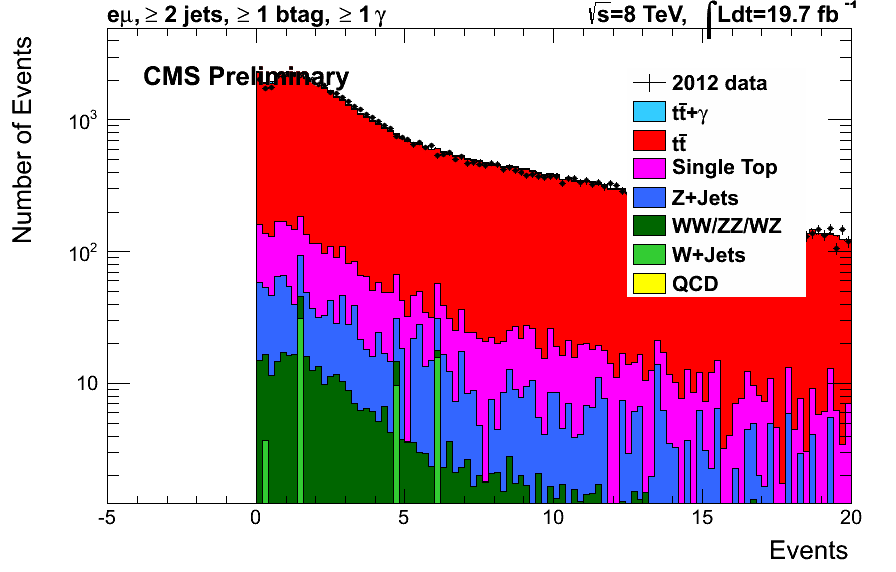 eμ, ≥ 2 jets, ≥ 1 btag, ≥ 1 γ
√s=8 TeV, ∫Ldt=19.7 fb⁻¹
CMS Preliminary
Number of Events
10³
10²
10
2012 data
tt̄+γ
tt̄
Single Top
Z+Jets
WW/ZZ/WZ
W+Jets
QCD
-5 0 5 10 15 20
Events